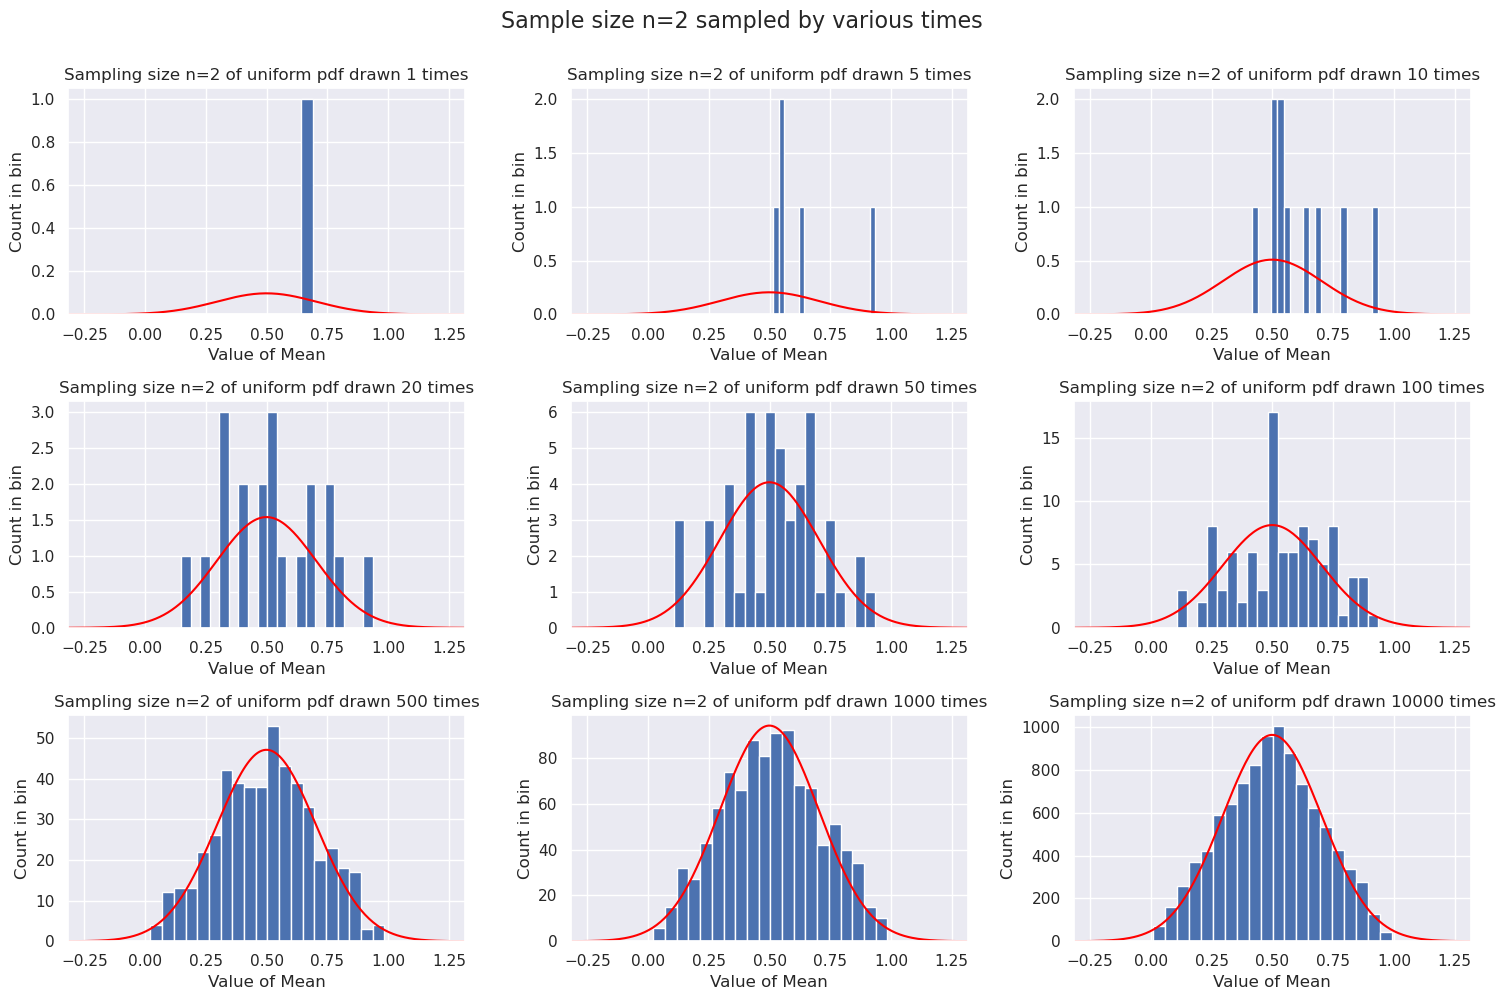 Sample size n=2 sampled by various times
Sampling size n=2 of uniform pdf drawn 1 times
1.0
0.8
0.6
0.4
0.2
0.0
Count in bin
−0.25 0.00 0.25 0.50 0.75 1.00 1.25
Value of Mean
Sampling size n=2 of uniform pdf drawn 5 times
2.0
1.5
1.0
0.5
0.0
Count in bin
−0.25 0.00 0.25 0.50 0.75 1.00 1.25
Value of Mean
Sampling size n=2 of uniform pdf drawn 10 times
2.0
1.5
1.0
0.5
0.0
Count in bin
−0.25 0.00 0.25 0.50 0.75 1.00 1.25
Value of Mean
Sampling size n=2 of uniform pdf drawn 20 times
3.0
2.5
2.0
1.5
1.0
0.5
0.0
Count in bin
−0.25 0.00 0.25 0.50 0.75 1.00 1.25
Value of Mean
Sampling size n=2 of uniform pdf drawn 50 times
6
5
4
3
2
1
0
Count in bin
−0.25 0.00 0.25 0.50 0.75 1.00 1.25
Value of Mean
Sampling size n=2 of uniform pdf drawn 100 times
15
10
5
0
Count in bin
−0.25 0.00 0.25 0.50 0.75 1.00 1.25
Value of Mean
Sampling size n=2 of uniform pdf drawn 500 times
50
40
30
20
10
0
Count in bin
−0.25 0.00 0.25 0.50 0.75 1.00 1.25
Value of Mean
Sampling size n=2 of uniform pdf drawn 1000 times
80
60
40
20
0
Count in bin
−0.25 0.00 0.25 0.50 0.75 1.00 1.25
Value of Mean
Sampling size n=2 of uniform pdf drawn 10000 times
1000
800
600
400
200
0
Count in bin
−0.25 0.00 0.25 0.50 0.75 1.00 1.25
Value of Mean